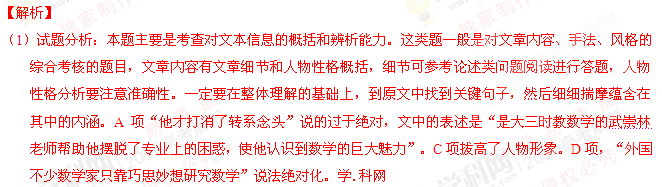 【解析】
（1）试题分析：本题主要是考查对文本信息的概括和辨析能力。这类题一般是对文章内容、手法、风格的
综合考核的题目，文章内容有文章细节和人物性格概括，细节可参考论述类问题阅读进行答题，人物
性格分析要注意准确性。一定要在整体理解的基础上，到原文中找到关键句子，然后细细揣摩蕴含在
其中的内涵。A 项“他才打消了转系念头”说的过于绝对，文中的表述是“是大三时教数学的武崇林
老师帮助他摆脱了专业上的困惑，使他认识到数学的巨大魅力”。C 项拔高了人物形象。D 项，“外国
不少数学家只靠巧思妙想研究数学”说法绝对化。学.科网